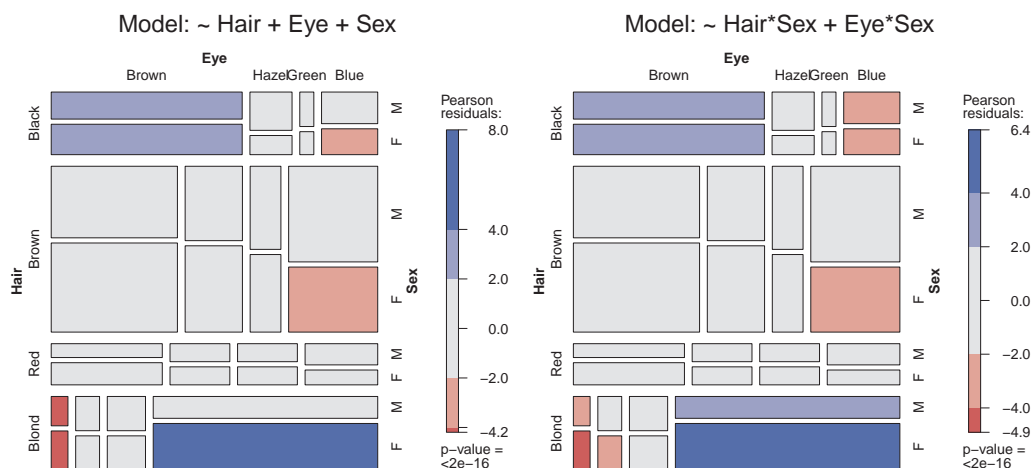 Model: ~ Hair + Eye + Sex
Eye
Brown Hazel Green Blue
Hair
Black
Brown
Red
Blond
Sex
M
F
M
F
M
F
M
F
Pearson
residuals:
8.0
4.0
2.0
0.0
−2.0
−4.2
p−value =
<2e−16
Model: ~ Hair*Sex + Eye*Sex
Eye
Brown Hazel Green Blue
Hair
Black
Brown
Red
Blond
Sex
M
F
M
F
M
F
M
F
Pearson
residuals:
6.4
4.0
2.0
0.0
−2.0
−4.0
−4.9
p−value =
<2e−16